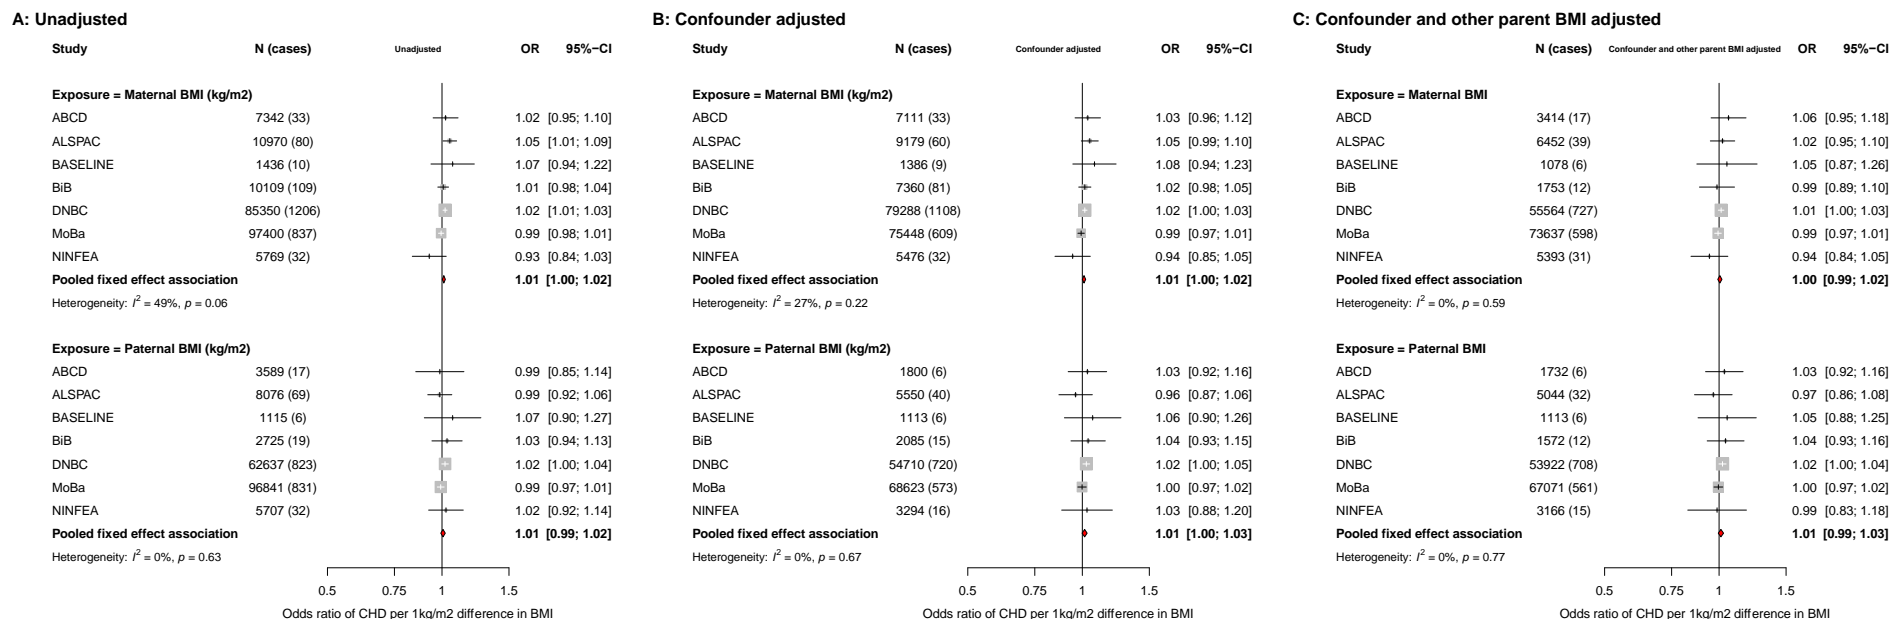 A: Unadjusted
Study N (cases) Unadjusted OR 95%−CI
Exposure = Maternal BMI (kg/m2)
ABCD 7342 (33) 1.02 [0.95; 1.10]
ALSPAC 10970 (80) 1.05 [1.01; 1.09]
BASELINE 1436 (10) 1.07 [0.94; 1.22]
BiB 10109 (109) 1.01 [0.98; 1.04]
DNBC 85350 (1206) 1.02 [1.01; 1.03]
MoBa 97400 (837) 0.99 [0.98; 1.01]
NINFEA 5769 (32) 0.93 [0.84; 1.03]
Pooled fixed effect association 1.01 [1.00; 1.02]
Heterogeneity: I² = 49%, p = 0.06
Exposure = Paternal BMI (kg/m2)
ABCD 3589 (17) 0.99 [0.85; 1.14]
ALSPAC 8076 (69) 0.99 [0.92; 1.06]
BASELINE 1115 (6) 1.07 [0.90; 1.27]
BiB 2725 (19) 1.03 [0.94; 1.13]
DNBC 62637 (823) 1.02 [1.00; 1.04]
MoBa 96841 (831) 0.99 [0.97; 1.01]
NINFEA 5707 (32) 1.02 [0.92; 1.14]
Pooled fixed effect association 1.01 [0.99; 1.02]
Heterogeneity: I² = 0%, p = 0.63
0.5 0.75 1 1.5
Odds ratio of CHD per 1kg/m2 difference in BMI
B: Confounder adjusted
Study N (cases) Confounder adjusted OR 95%−CI
Exposure = Maternal BMI (kg/m2)
ABCD 7111 (33) 1.03 [0.96; 1.12]
ALSPAC 9179 (60) 1.05 [0.99; 1.10]
BASELINE 1386 (9) 1.08 [0.94; 1.23]
BiB 7360 (81) 1.02 [0.98; 1.05]
DNBC 79288 (1108) 1.02 [1.00; 1.03]
MoBa 75448 (609) 0.99 [0.97; 1.01]
NINFEA 5476 (32) 0.94 [0.85; 1.05]
Pooled fixed effect association 1.01 [1.00; 1.02]
Heterogeneity: I² = 27%, p = 0.22
Exposure = Paternal BMI (kg/m2)
ABCD 1800 (6) 1.03 [0.92; 1.16]
ALSPAC 5550 (40) 0.96 [0.87; 1.06]
BASELINE 1113 (6) 1.06 [0.90; 1.26]
BiB 2085 (15) 1.04 [0.93; 1.15]
DNBC 54710 (720) 1.02 [1.00; 1.05]
MoBa 68623 (573) 1.00 [0.97; 1.02]
NINFEA 3294 (16) 1.03 [0.88; 1.20]
Pooled fixed effect association 1.01 [1.00; 1.03]
Heterogeneity: I² = 0%, p = 0.67
0.5 0.75 1 1.5
Odds ratio of CHD per 1kg/m2 difference in BMI
C: Confounder and other parent BMI adjusted
Study N (cases) Confounder and other parent BMI adjusted OR 95%−CI
Exposure = Maternal BMI
ABCD 3414 (17) 1.06 [0.95; 1.18]
ALSPAC 6452 (39) 1.02 [0.95; 1.10]
BASELINE 1078 (6) 1.05 [0.87; 1.26]
BiB 1753 (12) 0.99 [0.89; 1.10]
DNBC 55564 (727) 1.01 [1.00; 1.03]
MoBa 73637 (598) 0.99 [0.97; 1.01]
NINFEA 5393 (31) 0.94 [0.84; 1.05]
Pooled fixed effect association 1.00 [0.99; 1.02]
Heterogeneity: I² = 0%, p = 0.59
Exposure = Paternal BMI
ABCD 1732 (6) 1.03 [0.92; 1.16]
ALSPAC 5044 (32) 0.97 [0.86; 1.08]
BASELINE 1113 (6) 1.05 [0.88; 1.25]
BiB 1572 (12) 1.04 [0.93; 1.16]
DNBC 53922 (708) 1.02 [1.00; 1.04]
MoBa 67071 (561) 1.00 [0.97; 1.02]
NINFEA 3166 (15) 0.99 [0.83; 1.18]
Pooled fixed effect association 1.01 [0.99; 1.03]
Heterogeneity: I² = 0%, p = 0.77
0.5 0.75 1 1.5
Odds ratio of CHD per 1kg/m2 difference in BMI